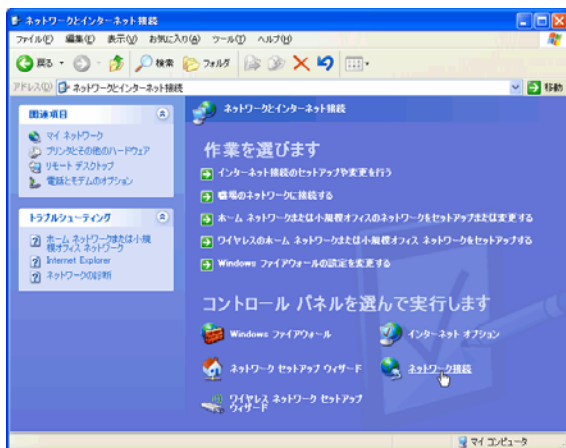 ネットワークとインターネット接続
ファイル(F) 編集(E) 表示(V) お気に入り(A) ツール(T) ヘルプ(H)
戻る 検索 フォルダ
アドレス(D) ネットワークとインターネット接続 移動
関連項目
マイ ネットワーク
プリンタとその他のハードウェア
リモート デスクトップ
電話とモデムのオプション
トラブルシューティング
ホーム ネットワークまたは小規
模オフィス ネットワーク
Internet Explorer
ネットワークの診断
ネットワークとインターネット接続
作業を選びます
インターネット接続のセットアップや変更を行う
職場のネットワークに接続する
ホーム ネットワークまたは小規模オフィスのネットワークをセットアップまたは変更する
ワイヤレスのホーム ネットワークまたは小規模オフィス ネットワークをセットアップする
Windows ファイアウォールの設定を変更する
コントロール パネルを選んで実行します
Windows ファイアウォール
インターネット オプション
ネットワーク セットアップ ウィザード
ネットワーク接続
ワイヤレス ネットワーク セットアップ
ウィザード
マイ コンピュータ